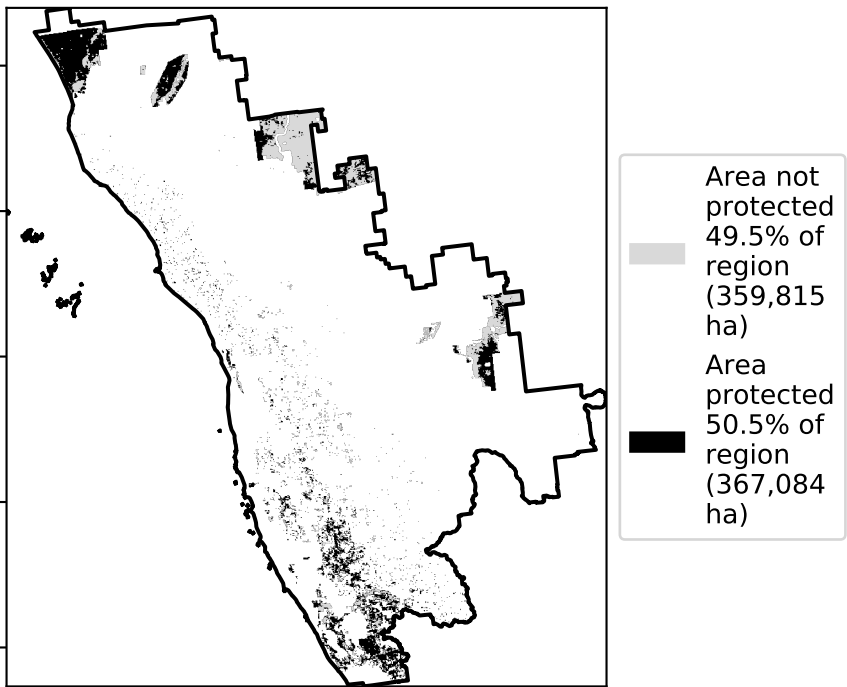 Area not
protected
49.5% of
region
(359,815
ha)
Area
protected
50.5% of
region
(367,084
ha)